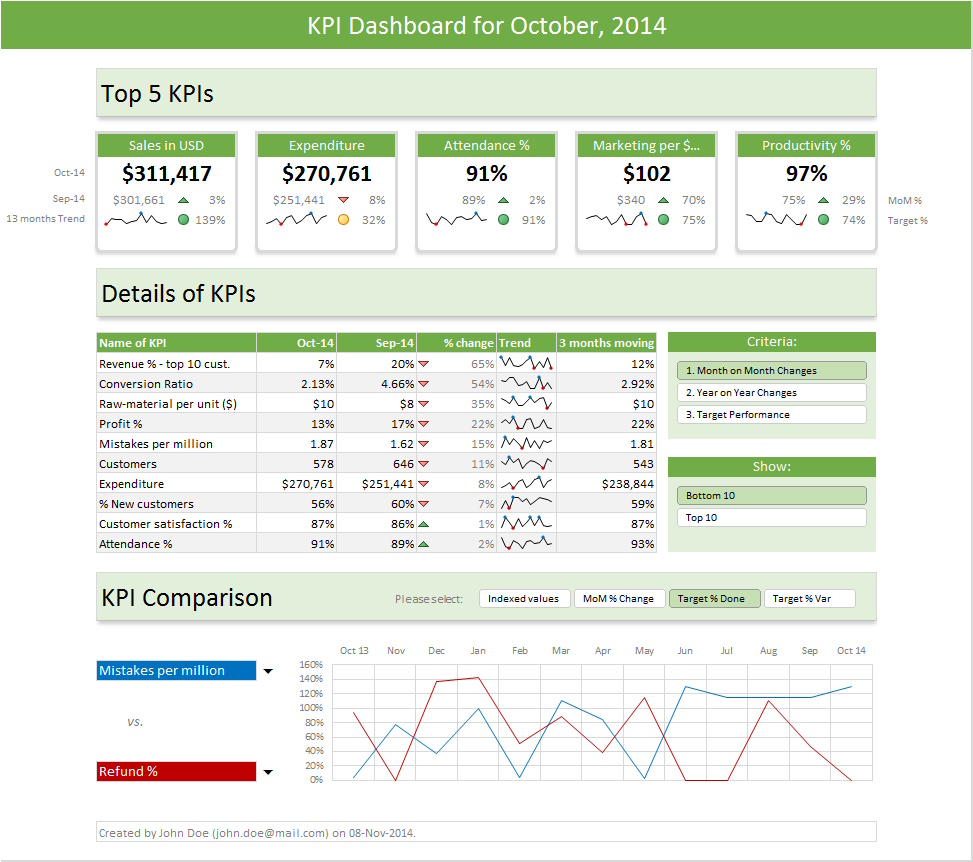 KPI Dashboard for October, 2014
Top 5 KPIs
Sales in USD Expenditure Attendance % Marketing per $... Productivity %
Oct-14 $311,417 $270,761 91% $102 97%
Sep-14 $301,661 3% $251,441 8% 89% 2% $340 70% 75% 29% MoM %
13 months Trend 139% 32% 91% 75% 74% Target %
Details of KPIs
Name of KPI Oct-14 Sep-14 % change Trend 3 months moving
Revenue % - top 10 cust. 7% 20% 65% 12%
Conversion Ratio 2.13% 4.66% 54% 2.92%
Raw-material per unit ($) $10 $8 35% $10
Profit % 13% 17% 22% 22%
Mistakes per million 1.87 1.62 15% 1.81
Customers 578 646 11% 543
Expenditure $270,761 $251,441 8% $238,844
% New customers 56% 60% 7% 59%
Customer satisfaction % 87% 86% 1% 87%
Attendance % 91% 89% 2% 93%
Criteria:
1. Month on Month Changes
2. Year on Year Changes
3. Target Performance
Show:
Bottom 10
Top 10
KPI Comparison Please select: Indexed values MoM % Change Target % Done Target % Var
Oct 13 Nov Dec Jan Feb Mar Apr May Jun Jul Aug Sep Oct 14
Mistakes per million
vs.
Refund %
160%
140%
120%
100%
80%
60%
40%
20%
0%
Created by John Doe (john.doe@mail.com) on 08-Nov-2014.